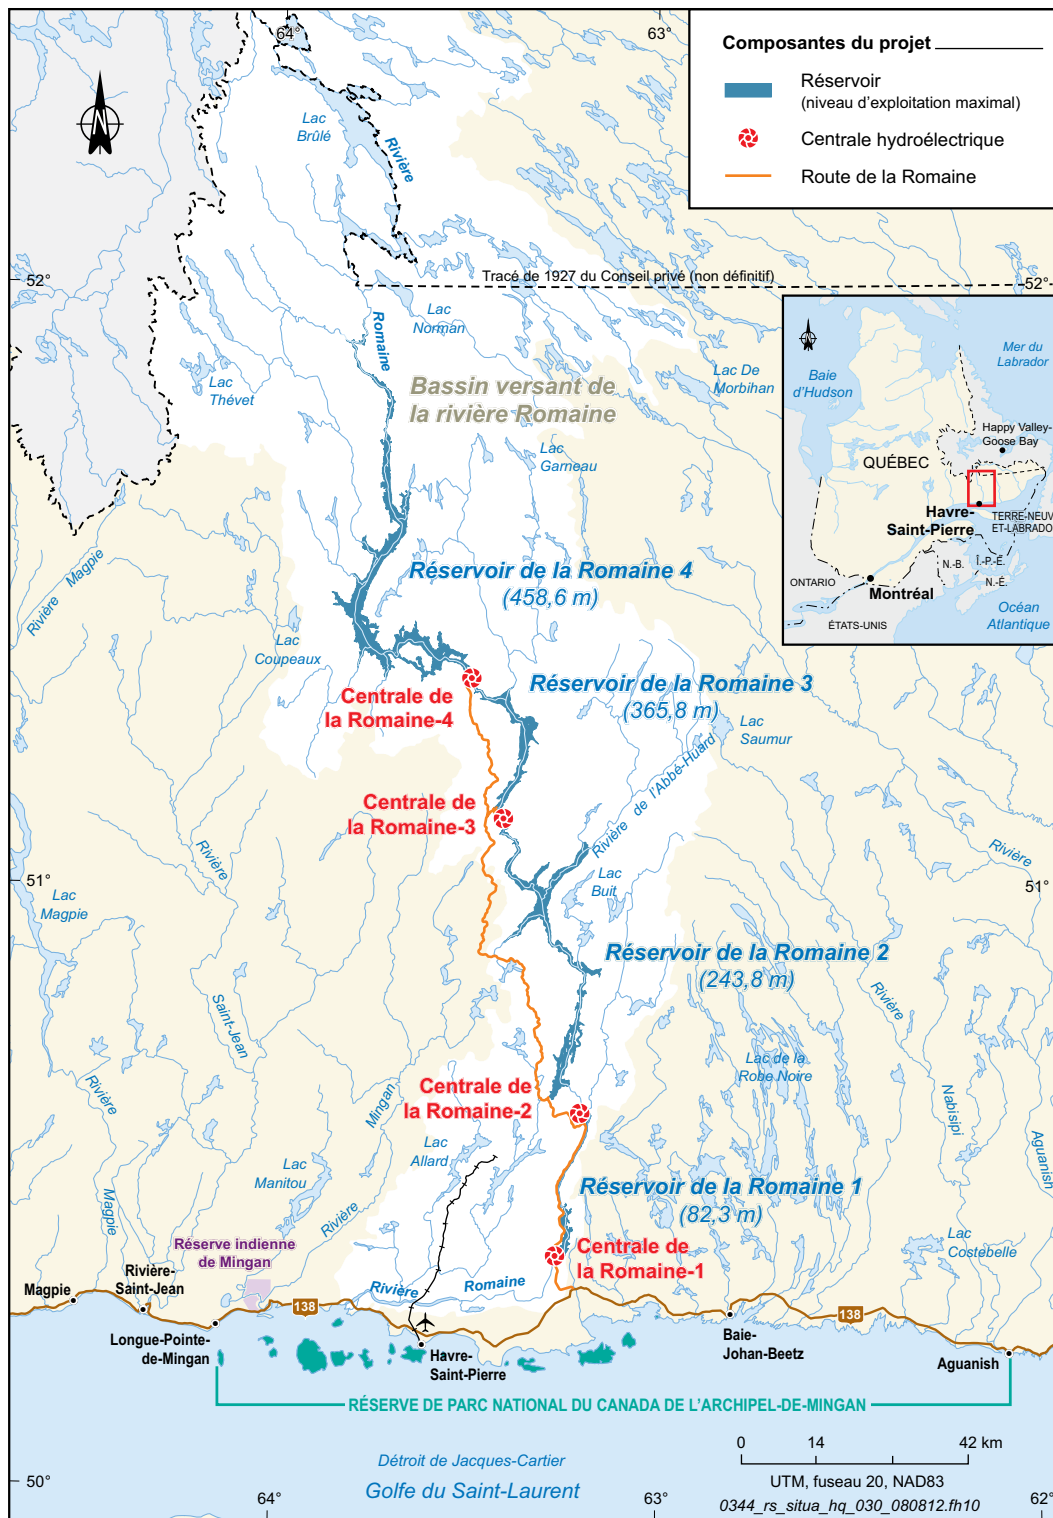 64°
63°
Composantes du projet
Réservoir
(niveau d'exploitation maximal)
Centrale hydroélectrique
Route de la Romaine
Lac
Brûlé
Rivière
52°
Tracé de 1927 du Conseil privé (non définitif)
52°
Romaine
Lac
Norman
Lac
Thévet
Bassin versant de
la rivière Romaine
Lac De
Morbihan
Lac
Garneau
Baie
d'Hudson
Mer du
Labrador
Happy Valley-
Goose Bay
QUÉBEC
Havre-
Saint-Pierre
TERRE-NEUVE
ET-LABRADOR
N.-B.
Î.-P.-É.
N.-É.
ONTARIO
Montréal
ÉTATS-UNIS
Océan
Atlantique
Rivière Magpie
Réservoir de la Romaine 4
(458,6 m)
Lac
Coupeaux
Centrale de
la Romaine-4
Réservoir de la Romaine 3
(365,8 m)
Lac
Saumur
Rivière de l'Abbé-Huard
Centrale de
la Romaine-3
Rivière
Rivière
51°
51°
Lac
Magpie
Lac
Buit
Réservoir de la Romaine 2
(243,8 m)
Rivière
Saint-Jean
Lac de la
Robe Noire
Rivière
Mingan
Centrale de
la Romaine-2
Nabisipi
Aguanish
Lac
Allard
Lac
Manitou
Réservoir de la Romaine 1
(82,3 m)
Magpie
Rivière
Réserve indienne
de Mingan
Centrale de
la Romaine-1
Lac
Costebelle
Rivière
Romaine
Magpie
Rivière-
Saint-Jean
138
138
Longue-Pointe-
de-Mingan
Havre-
Saint-Pierre
Baie-
Johan-Beetz
Aguanish
RÉSERVE DE PARC NATIONAL DU CANADA DE L'ARCHIPEL-DE-MINGAN
Détroit de Jacques-Cartier
Golfe du Saint-Laurent
0
14
42 km
UTM, fuseau 20, NAD83
0344_rs_situa_hq_030_080812.fh10
50°
64°
63°
62°